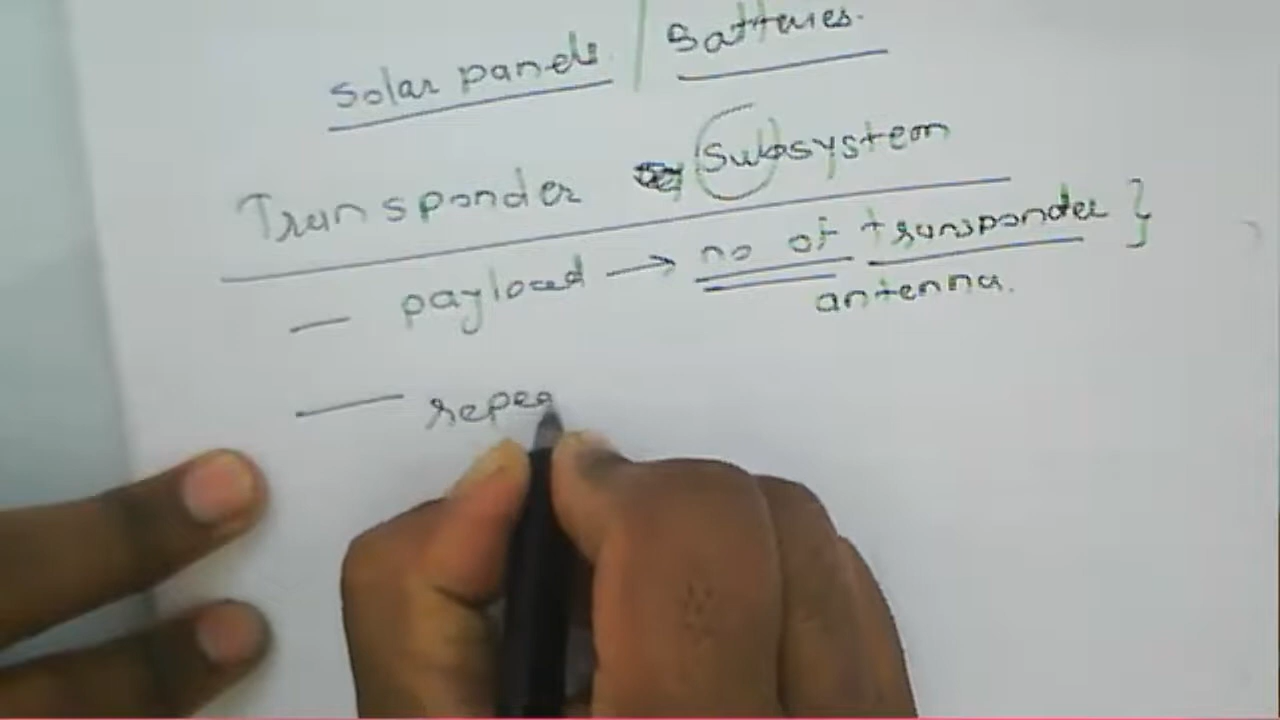 Solar panels / Batteries.
Transponder Subsystem
— payload → no of transponder }
antenna.
— repea